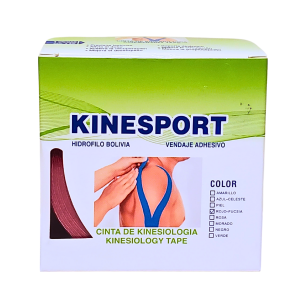 KINESPORT
HIDROFILO BOLIVIA
VENDAJE ADHESIVO
COLOR
AMARILLO
AZUL-CELESTE
PIEL
ROJO-FUCSIA
ROSA
MORADO
NEGRO
VERDE
CINTA DE KINESIOLOGIA
KINESIOLOGY TAPE